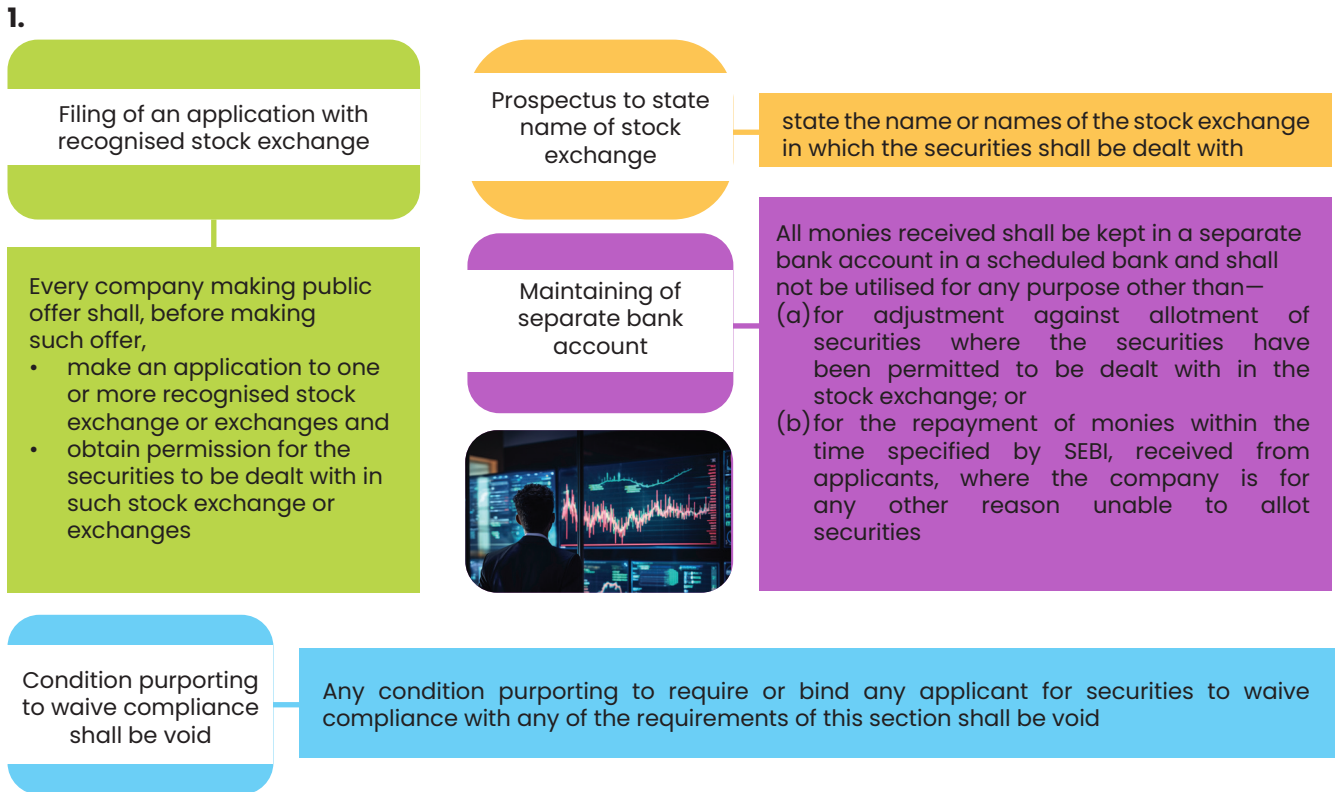 1.
Filing of an application with
recognised stock exchange
Every company making public
offer shall, before making
such offer,
• make an application to one
or more recognised stock
exchange or exchanges and
• obtain permission for the
securities to be dealt with in
such stock exchange or
exchanges
Prospectus to state
name of stock
exchange
state the name or names of the stock exchange
in which the securities shall be dealt with
Maintaining of
separate bank
account
All monies received shall be kept in a separate
bank account in a scheduled bank and shall
not be utilised for any purpose other than—
(a) for adjustment against allotment of
securities where the securities have
been permitted to be dealt with in the
stock exchange; or
(b) for the repayment of monies within the
time specified by SEBI, received from
applicants, where the company is for
any other reason unable to allot
securities
Condition purporting
to waive compliance
shall be void
Any condition purporting to require or bind any applicant for securities to waive
compliance with any of the requirements of this section shall be void